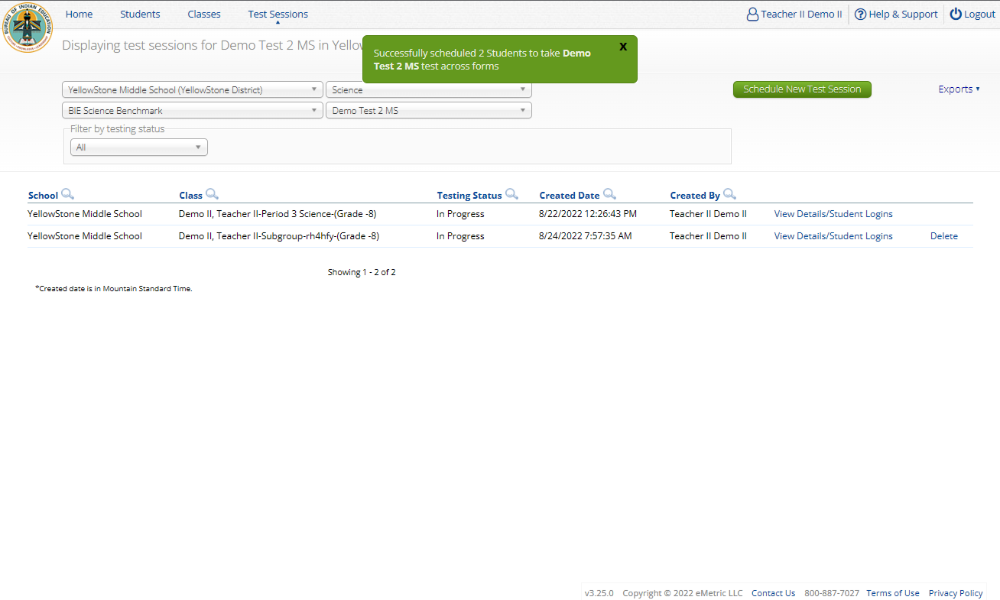 BUREAU OF INDIAN EDUCATION
Home Students Classes Test Sessions Teacher II Demo II Help & Support Logout
Displaying test sessions for Demo Test 2 MS in Yello
Successfully scheduled 2 Students to take Demo X
Test 2 MS test across forms
YellowStone Middle School (YellowStone District) Science Schedule New Test Session Exports
BIE Science Benchmark Demo Test 2 MS
Filter by testing status
All
School Class Testing Status Created Date Created By
YellowStone Middle School Demo II, Teacher II-Period 3 Science-(Grade -8) In Progress 8/22/2022 12:26:43 PM Teacher II Demo II View Details/Student Logins
YellowStone Middle School Demo II, Teacher II-Subgroup-rh4hfy-(Grade -8) In Progress 8/24/2022 7:57:35 AM Teacher II Demo II View Details/Student Logins Delete
Showing 1 - 2 of 2
*Created date is in Mountain Standard Time.
v3.25.0 Copyright © 2022 eMetric LLC Contact Us 800-887-7027 Terms of Use Privacy Policy